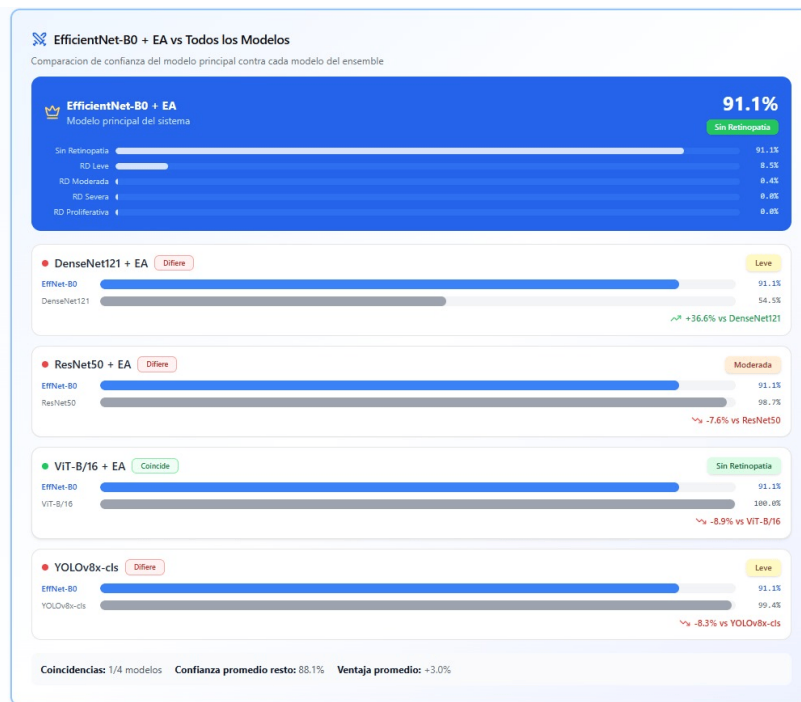 EfficientNet-B0 + EA vs Todos los Modelos
Comparacion de confianza del modelo principal contra cada modelo del ensemble
EfficientNet-B0 + EA
Modelo principal del sistema
91.1%
Sin Retinopatía
Sin Retinopatía 91.1%
RD Leve 8.5%
RD Moderada 0.4%
RD Severa 0.0%
RD Proliferativa 0.0%
DenseNet121 + EA Difiere Leve
EffNet-B0 91.1%
DenseNet121 54.5%
+36.6% vs DenseNet121
ResNet50 + EA Difiere Moderada
EffNet-B0 91.1%
ResNet50 98.7%
-7.6% vs ResNet50
ViT-B/16 + EA Coincide Sin Retinopatía
EffNet-B0 91.1%
ViT-B/16 100.0%
-8.9% vs ViT-B/16
YOLOv8x-cls Difiere Leve
EffNet-B0 91.1%
YOLOv8x-cls 99.4%
-8.3% vs YOLOv8x-cls
Coincidencias: 1/4 modelos Confianza promedio resto: 88.1% Ventaja promedio: +3.0%